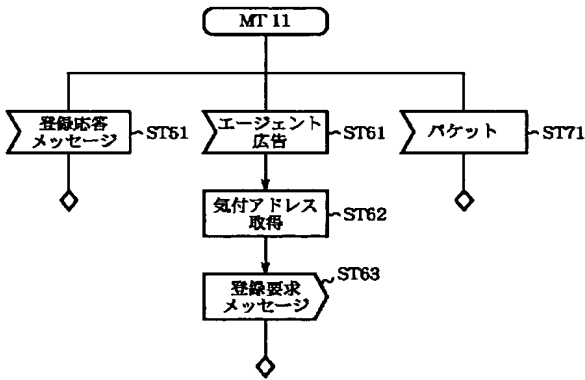 MT 11
登録応答
メッセージ
ST51
エージェント
広告
ST61
パケット
ST71
気付アドレス
取得
ST62
登録要求
メッセージ
ST63